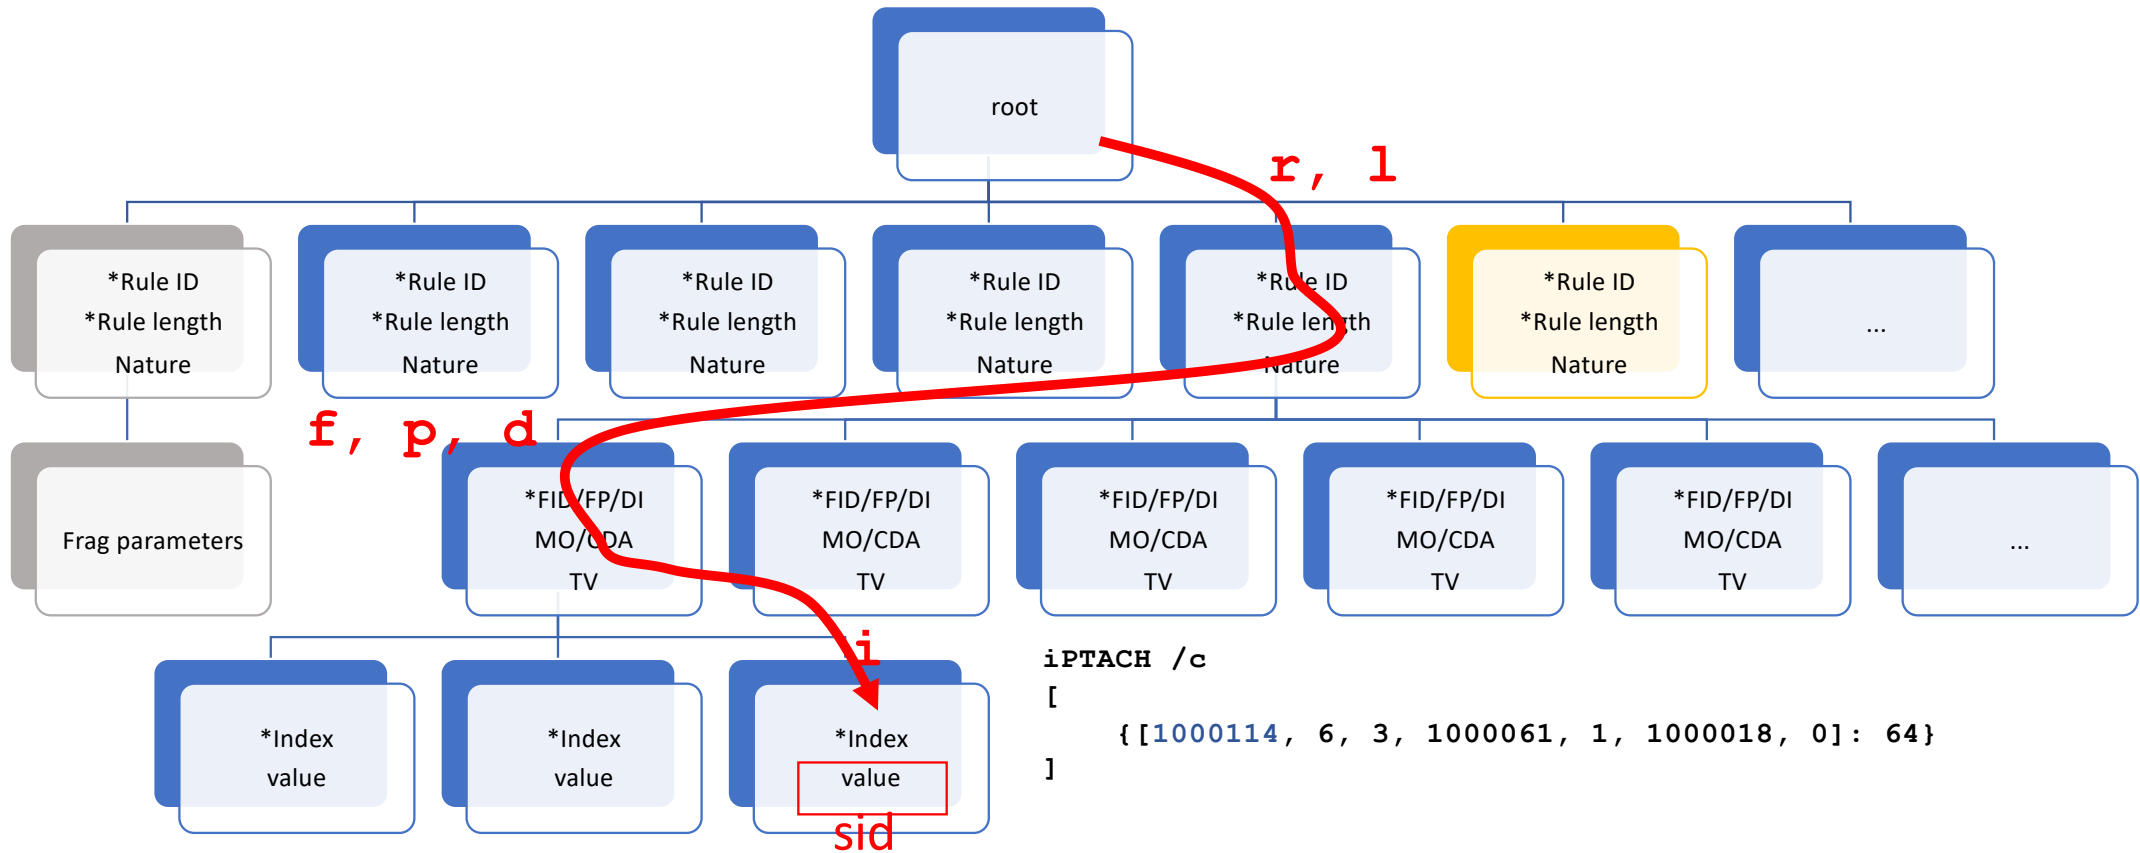 root
r, l
*Rule ID
*Rule length
Nature
*Rule ID
*Rule length
Nature
*Rule ID
*Rule length
Nature
*Rule ID
*Rule length
Nature
*Rule ID
*Rule length
Nature
*Rule ID
*Rule length
Nature
...
f, p, d
Frag parameters
*FID/FP/DI
MO/CDA
TV
*FID/FP/DI
MO/CDA
TV
*FID/FP/DI
MO/CDA
TV
*FID/FP/DI
MO/CDA
TV
*FID/FP/DI
MO/CDA
TV
...
i
*Index
value
*Index
value
*Index
value
sid
iPTACH /c
[
{[1000114, 6, 3, 1000061, 1, 1000018, 0]: 64}
]